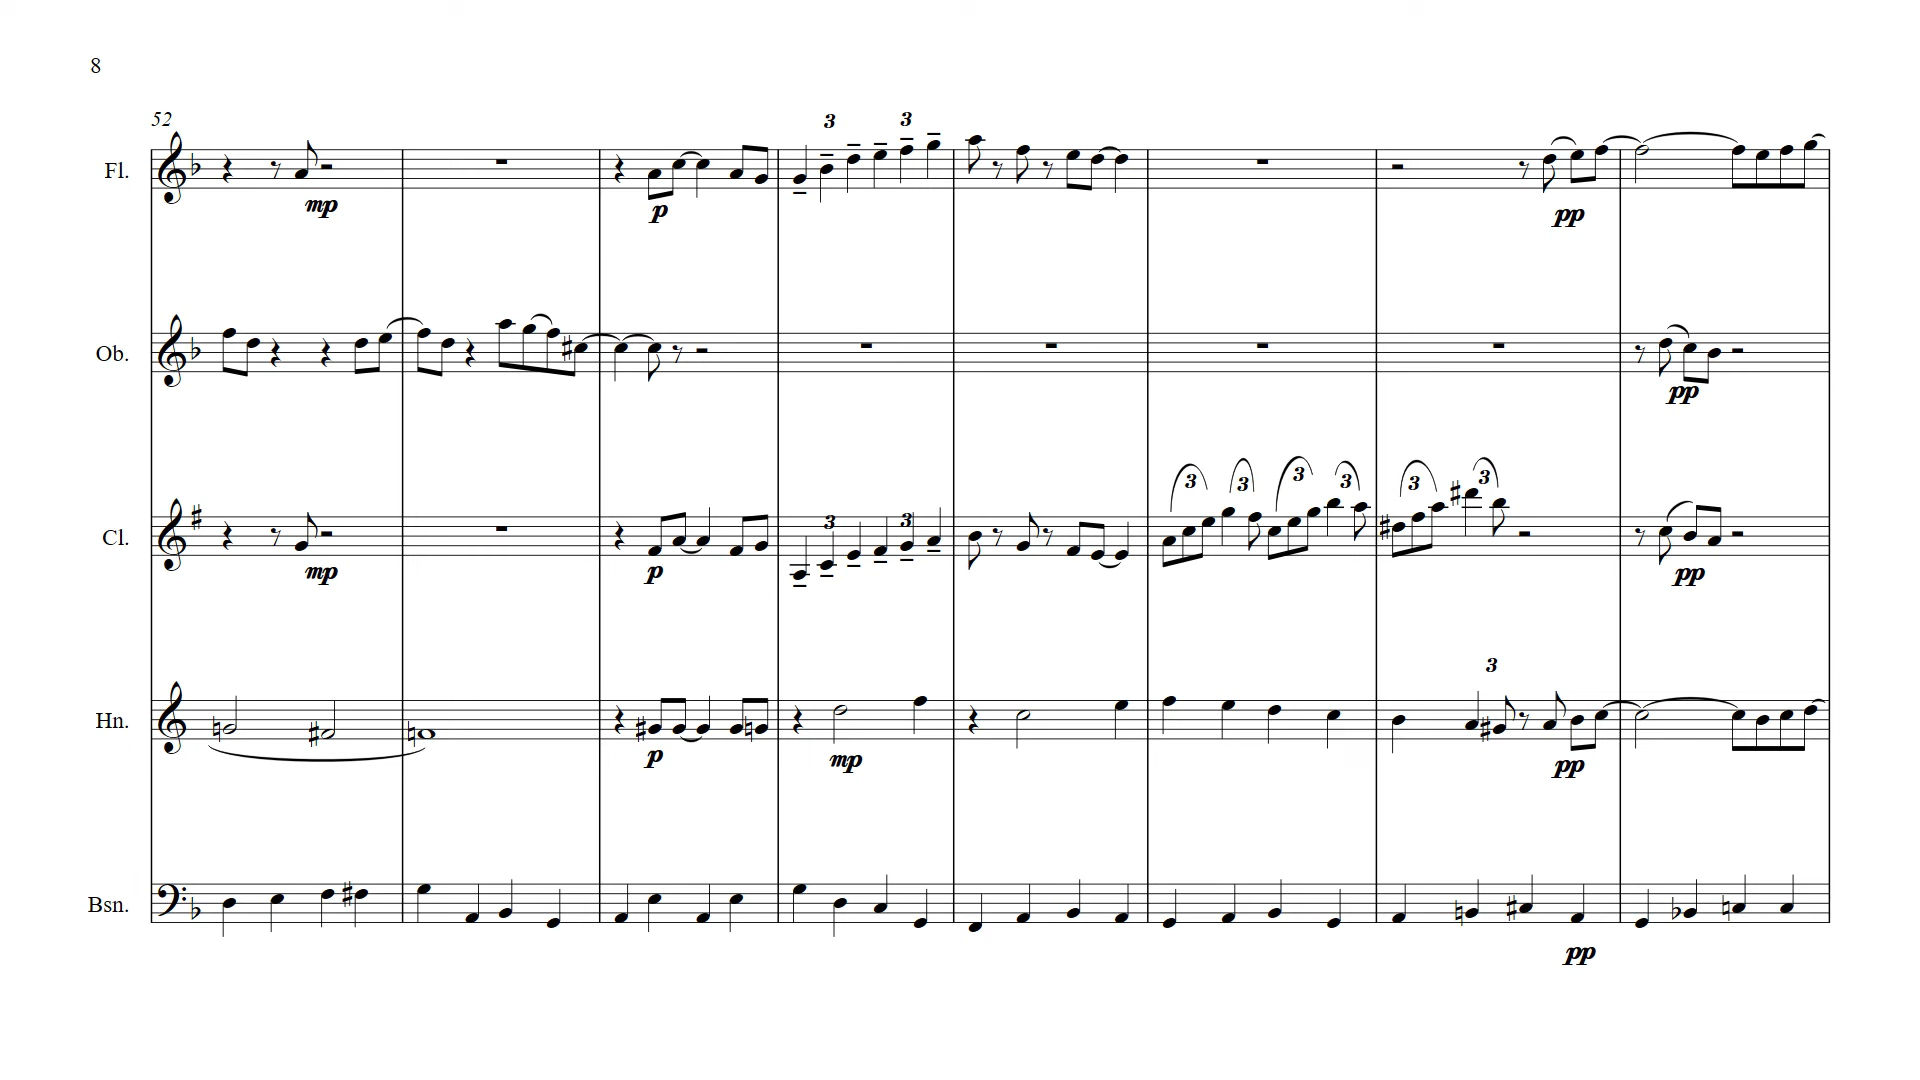 8
52
Fl.
3 3
mp p pp
Ob.
pp
3 3 3 3 3 3
Cl.
3 3
mp p pp
3
Hn.
p mp pp
Bsn.
pp